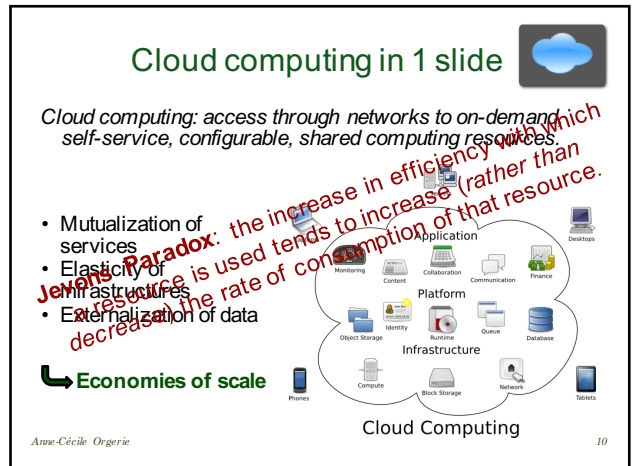 Cloud computing in 1 slide
Cloud computing: access through networks to on-demand
self-service, configurable, shared computing resources.
Jevons Paradox: the increase in efficiency with which
a resource is used tends to increase (rather than
decrease) the rate of consumption of that resource.
• Mutualization of
services
• Elasticity of
infrastructures
• Externalization of data
Economies of scale
Desktops
Application
Monitoring
Content
Collaboration
Communication
Finance
Platform
Object Storage
Identity
Runtime
Queue
Database
Infrastructure
Compute
Block Storage
Network
Phones
Tablets
Cloud Computing
Anne-Cécile Orgerie
10